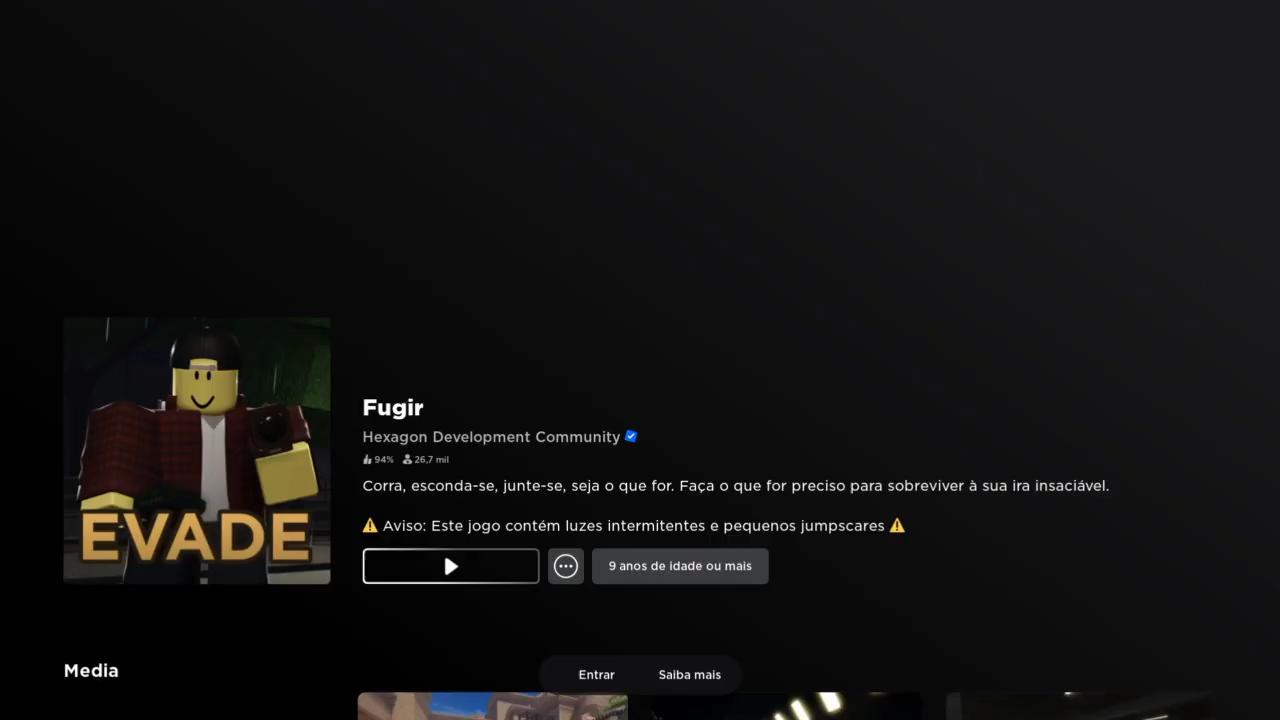 EVADE
Fugir
Hexagon Development Community
94% 26,7 mil
Corra, esconda-se, junte-se, seja o que for. Faça o que for preciso para sobreviver à sua ira insaciável.
⚠️ Aviso: Este jogo contém luzes intermitentes e pequenos jumpscares ⚠️
9 anos de idade ou mais
Media
Entrar Saiba mais